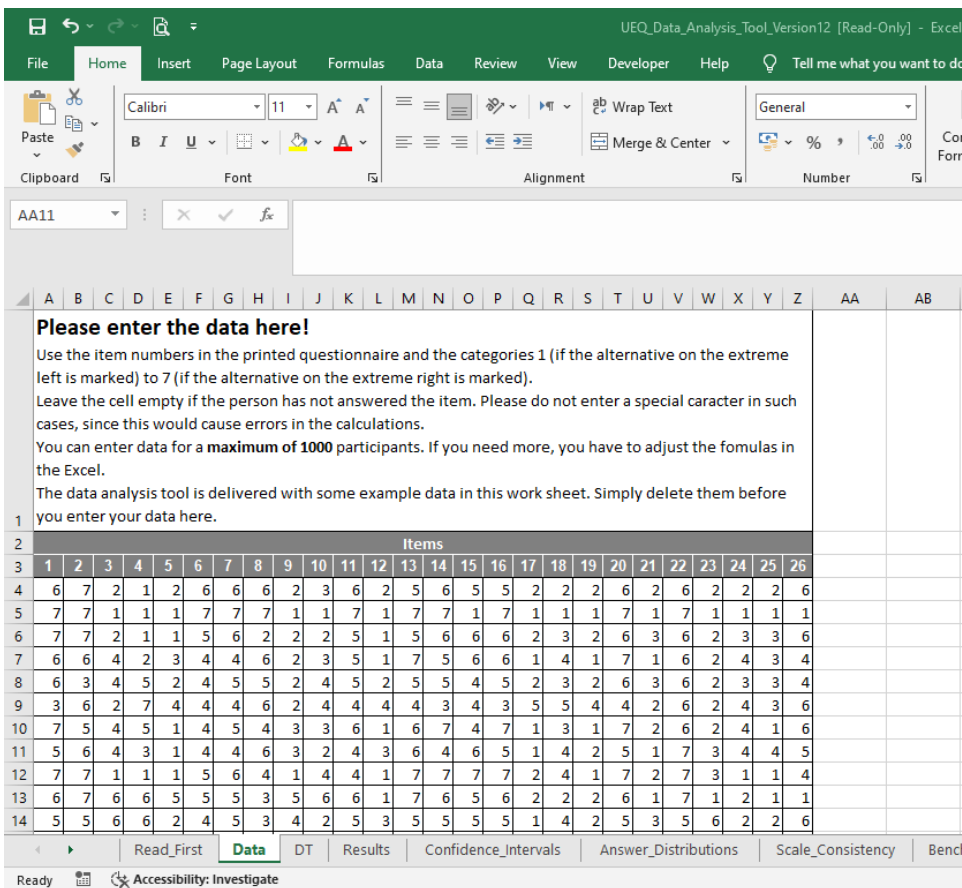 UEQ_Data_Analysis_Tool_Version12 [Read-Only] - Excel
File Home Insert Page Layout Formulas Data Review View Developer Help Tell me what you want to do
Calibri 11 A A Wrap Text General
Paste B I U A Merge & Center % , .00
Clipboard Font Alignment Number
AA11 fx
A B C D E F G H I J K L M N O P Q R S T U V W X Y Z AA AB
Please enter the data here!
Use the item numbers in the printed questionnaire and the categories 1 (if the alternative on the extreme
left is marked) to 7 (if the alternative on the extreme right is marked).
Leave the cell empty if the person has not answered the item. Please do not enter a special caracter in such
cases, since this would cause errors in the calculations.
You can enter data for a maximum of 1000 participants. If you need more, you have to adjust the fomulas in
the Excel.
The data analysis tool is delivered with some example data in this work sheet. Simply delete them before
1 you enter your data here.
2 Items
3 1 2 3 4 5 6 7 8 9 10 11 12 13 14 15 16 17 18 19 20 21 22 23 24 25 26
4 6 7 2 1 2 6 6 6 2 3 6 2 5 6 5 5 2 2 2 6 2 6 2 2 2 6
5 7 7 1 1 1 7 7 7 1 1 7 1 7 7 1 7 1 1 1 7 1 7 1 1 1 1
6 7 7 2 1 1 5 6 2 2 2 5 1 5 6 6 6 2 3 2 6 3 6 2 3 3 6
7 6 6 4 2 3 4 4 6 2 3 5 1 7 5 6 6 1 4 1 7 1 6 2 4 3 4
8 6 3 4 5 2 4 5 5 2 4 5 2 5 5 4 5 2 3 2 6 3 6 2 3 3 4
9 3 6 2 7 4 4 4 6 2 4 4 4 4 3 4 3 5 5 4 4 2 6 2 4 3 6
10 7 5 4 5 1 4 5 4 3 3 6 1 6 7 4 7 1 3 1 7 2 6 2 4 1 6
11 5 6 4 3 1 4 4 6 3 2 4 3 6 4 6 5 1 4 2 5 1 7 3 4 4 5
12 7 7 1 1 1 5 6 4 1 4 4 1 7 7 7 7 2 4 1 7 2 7 3 1 1 4
13 6 7 6 6 5 5 5 3 5 6 6 1 7 6 5 6 2 2 2 6 1 7 1 2 1 1
14 5 5 6 6 2 4 5 3 4 2 5 3 5 5 5 5 1 4 2 5 3 5 6 2 2 6
Read_First Data DT Results Confidence_Intervals Answer_Distributions Scale_Consistency Bench
Ready Accessibility: Investigate